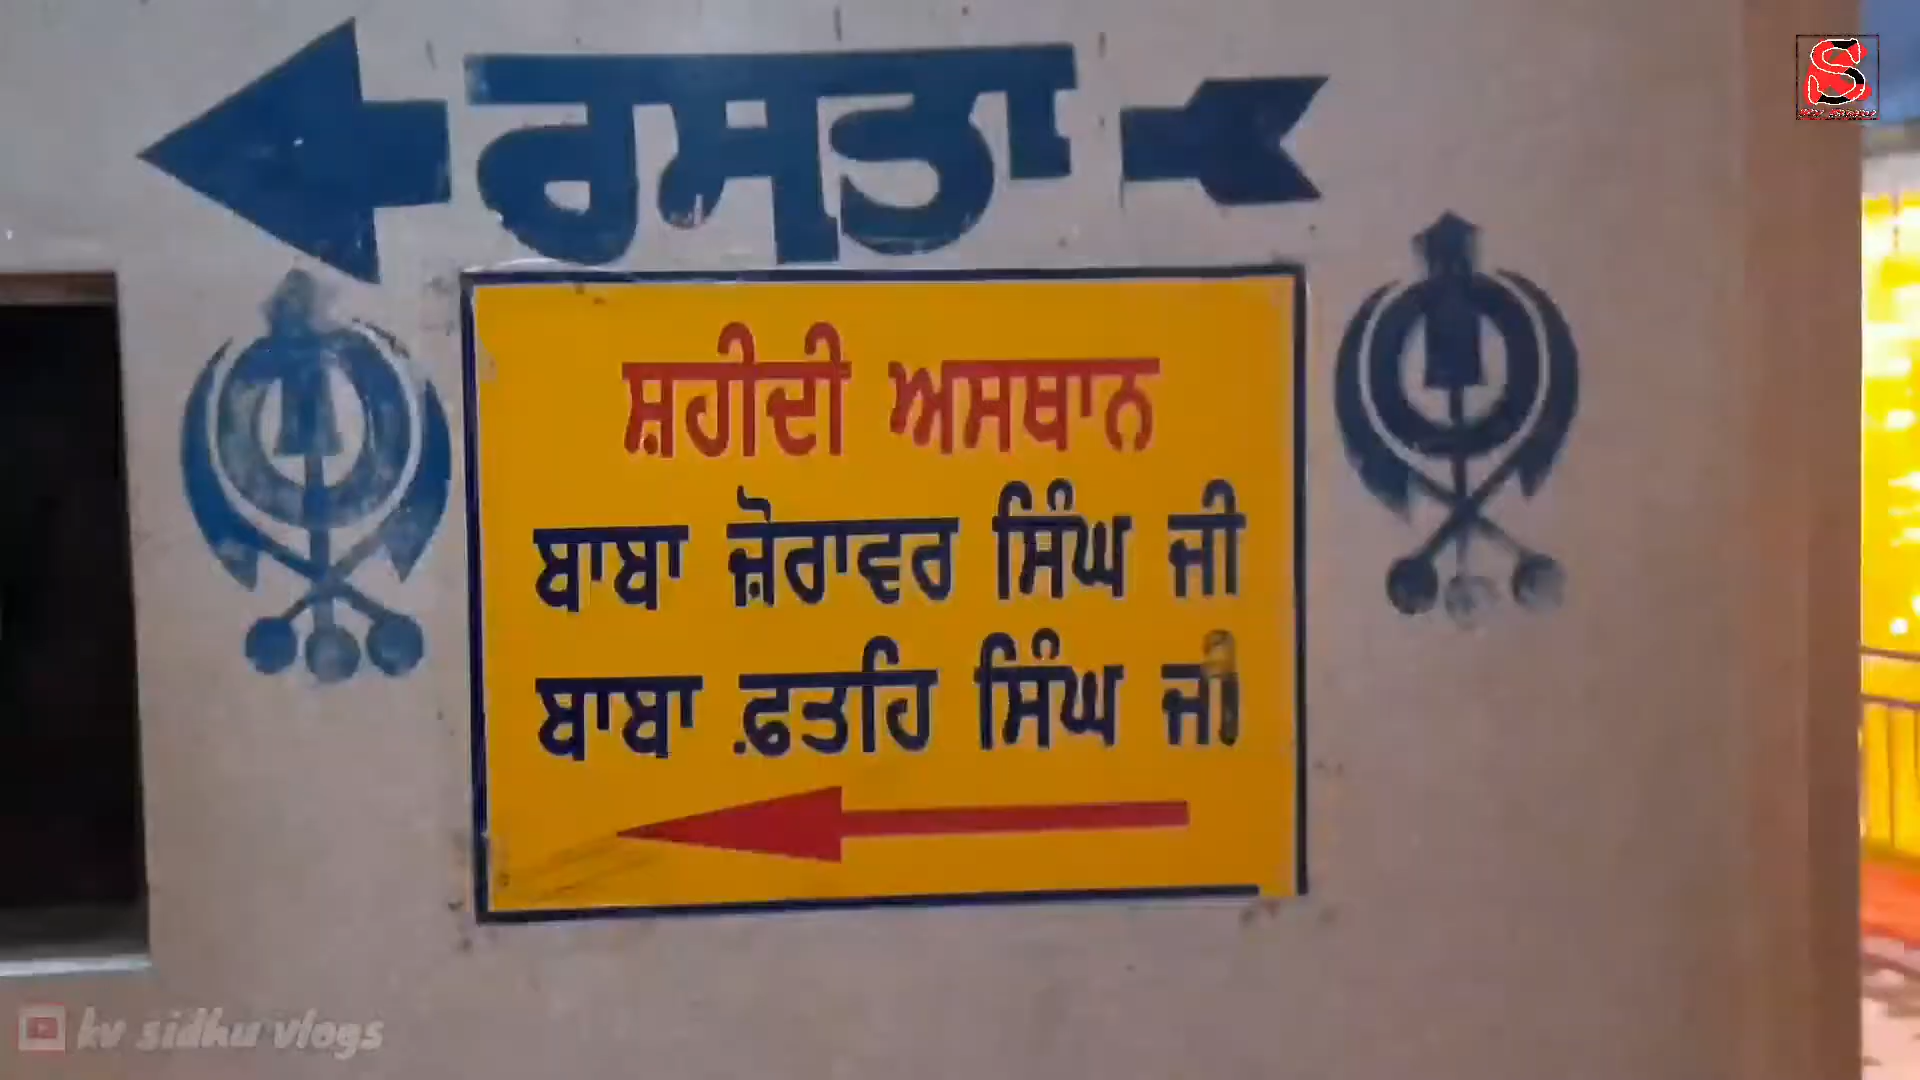 ਰਸਤਾ
ਸ਼ਹੀਦੀ ਅਸਥਾਨ
ਬਾਬਾ ਜ਼ੋਰਾਵਰ ਸਿੰਘ ਜੀ
ਬਾਬਾ ਫ਼ਤਹਿ ਸਿੰਘ ਜੀ
kv sidhu vlogs